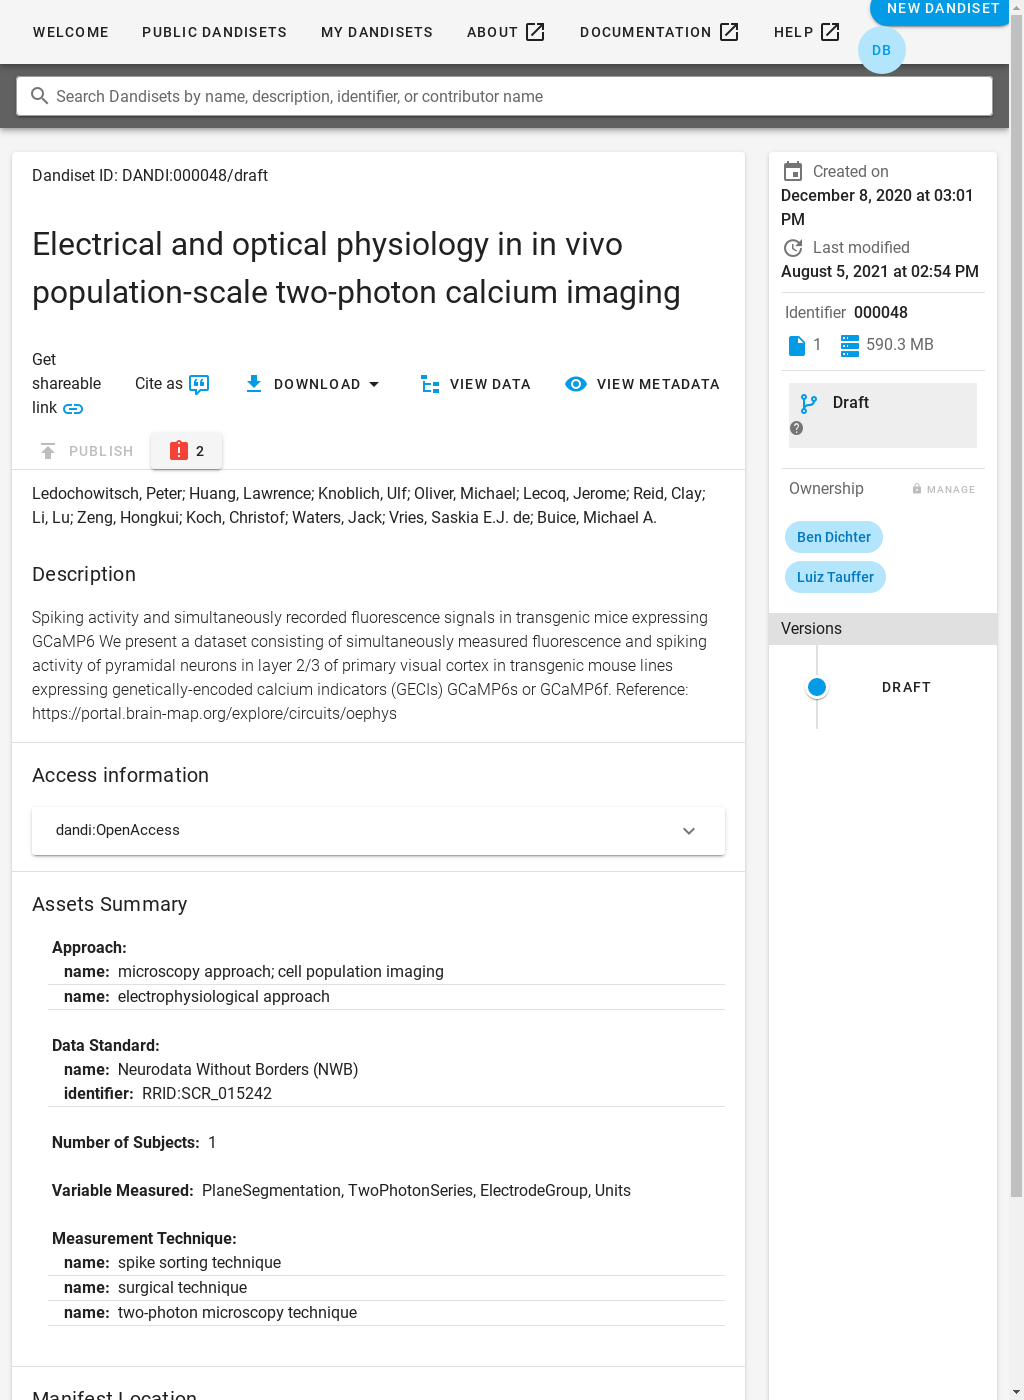 WELCOME PUBLIC DANDISETS MY DANDISETS ABOUT DOCUMENTATION HELP NEW DANDISET
DB
Search Dandisets by name, description, identifier, or contributor name
Dandiset ID: DANDI:000048/draft
Electrical and optical physiology in in vivo
population-scale two-photon calcium imaging
Get
shareable
link
Cite as
DOWNLOAD
VIEW DATA
VIEW METADATA
PUBLISH
2
Ledochowitsch, Peter; Huang, Lawrence; Knoblich, Ulf; Oliver, Michael; Lecoq, Jerome; Reid, Clay;
Li, Lu; Zeng, Hongkui; Koch, Christof; Waters, Jack; Vries, Saskia E.J. de; Buice, Michael A.
Description
Spiking activity and simultaneously recorded fluorescence signals in transgenic mice expressing
GCaMP6 We present a dataset consisting of simultaneously measured fluorescence and spiking
activity of pyramidal neurons in layer 2/3 of primary visual cortex in transgenic mouse lines
expressing genetically-encoded calcium indicators (GECIs) GCaMP6s or GCaMP6f. Reference:
https://portal.brain-map.org/explore/circuits/oephys
Access information
dandi:OpenAccess
Assets Summary
Approach:
name: microscopy approach; cell population imaging
name: electrophysiological approach
Data Standard:
name: Neurodata Without Borders (NWB)
identifier: RRID:SCR_015242
Number of Subjects: 1
Variable Measured: PlaneSegmentation, TwoPhotonSeries, ElectrodeGroup, Units
Measurement Technique:
name: spike sorting technique
name: surgical technique
name: two-photon microscopy technique
Manifest Location
Created on
December 8, 2020 at 03:01
PM
Last modified
August 5, 2021 at 02:54 PM
Identifier 000048
1 590.3 MB
Draft
Ownership MANAGE
Ben Dichter
Luiz Tauffer
Versions
DRAFT